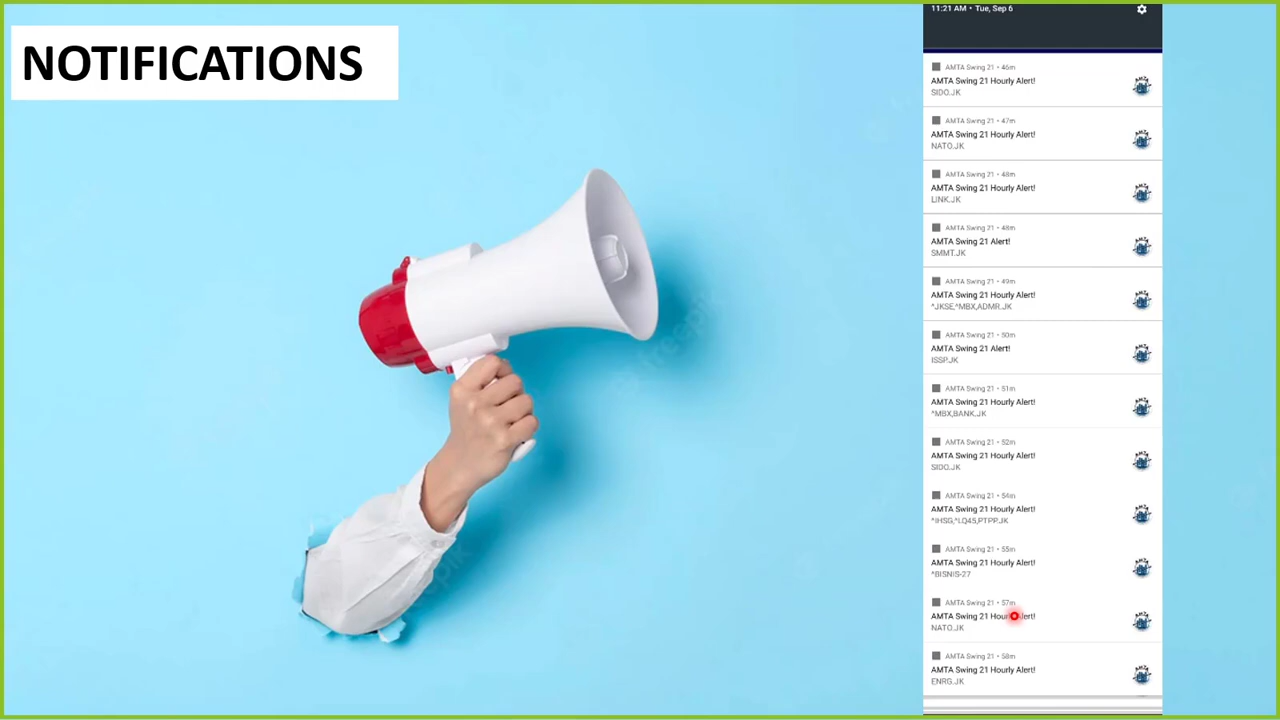 NOTIFICATIONS
11:21 AM • Tue, Sep 6
AMTA Swing 21 • 46m
AMTA Swing 21 Hourly Alert!
SIDO.JK
AMTA Swing 21 • 47m
AMTA Swing 21 Hourly Alert!
NATO.JK
AMTA Swing 21 • 48m
AMTA Swing 21 Hourly Alert!
LINK.JK
AMTA Swing 21 • 48m
AMTA Swing 21 Alert!
SMMT.JK
AMTA Swing 21 • 49m
AMTA Swing 21 Hourly Alert!
^JKSE,^MBX,ADMR.JK
AMTA Swing 21 • 50m
AMTA Swing 21 Alert!
ISSP.JK
AMTA Swing 21 • 51m
AMTA Swing 21 Hourly Alert!
^MBX,BANK.JK
AMTA Swing 21 • 52m
AMTA Swing 21 Hourly Alert!
SIDO.JK
AMTA Swing 21 • 54m
AMTA Swing 21 Hourly Alert!
^IHSG,^LQ45,PTPP.JK
AMTA Swing 21 • 55m
AMTA Swing 21 Hourly Alert!
^BISNIS-27
AMTA Swing 21 • 57m
AMTA Swing 21 Hourly Alert!
NATO.JK
AMTA Swing 21 • 58m
AMTA Swing 21 Hourly Alert!
ENRG.JK